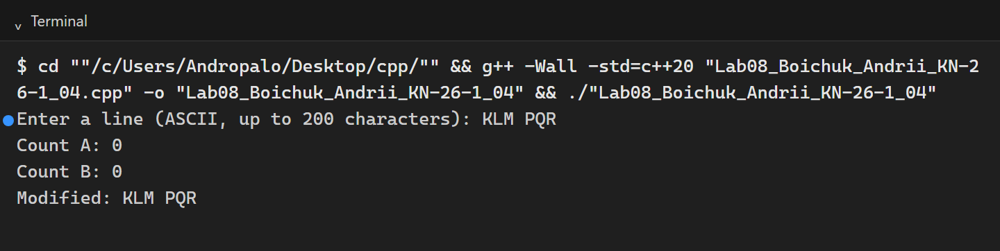 Terminal
$ cd ""/c/Users/Andropalo/Desktop/cpp/"" && g++ -Wall -std=c++20 "Lab08_Boichuk_Andrii_KN-2
6-1_04.cpp" -o "Lab08_Boichuk_Andrii_KN-26-1_04" && ./"Lab08_Boichuk_Andrii_KN-26-1_04"
Enter a line (ASCII, up to 200 characters): KLM PQR
Count A: 0
Count B: 0
Modified: KLM PQR